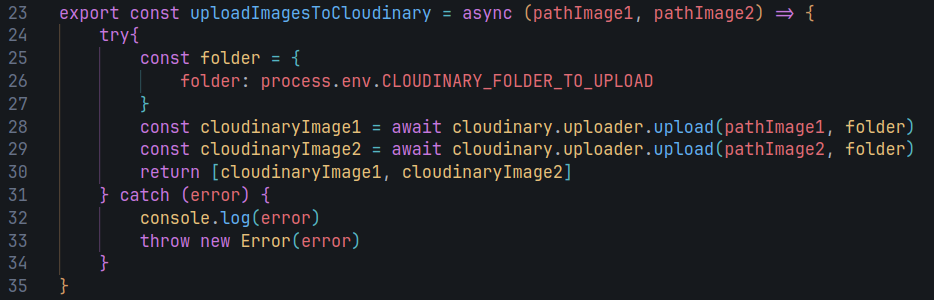 23 export const uploadImagesToCloudinary = async (pathImage1, pathImage2) => {
24     try{
25         const folder = {
26             folder: process.env.CLOUDINARY_FOLDER_TO_UPLOAD
27         }
28         const cloudinaryImage1 = await cloudinary.uploader.upload(pathImage1, folder)
29         const cloudinaryImage2 = await cloudinary.uploader.upload(pathImage2, folder)
30         return [cloudinaryImage1, cloudinaryImage2]
31     } catch (error) {
32         console.log(error)
33         throw new Error(error)
34     }
35 }